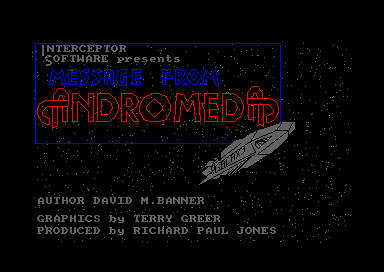 INTERCEPTOR
SOFTWARE presents
MESSAGE FROM
ANDROMEDA
AUTHOR DAVID M.BANNER
GRAPHICS by TERRY GREER
PRODUCED by RICHARD PAUL JONES